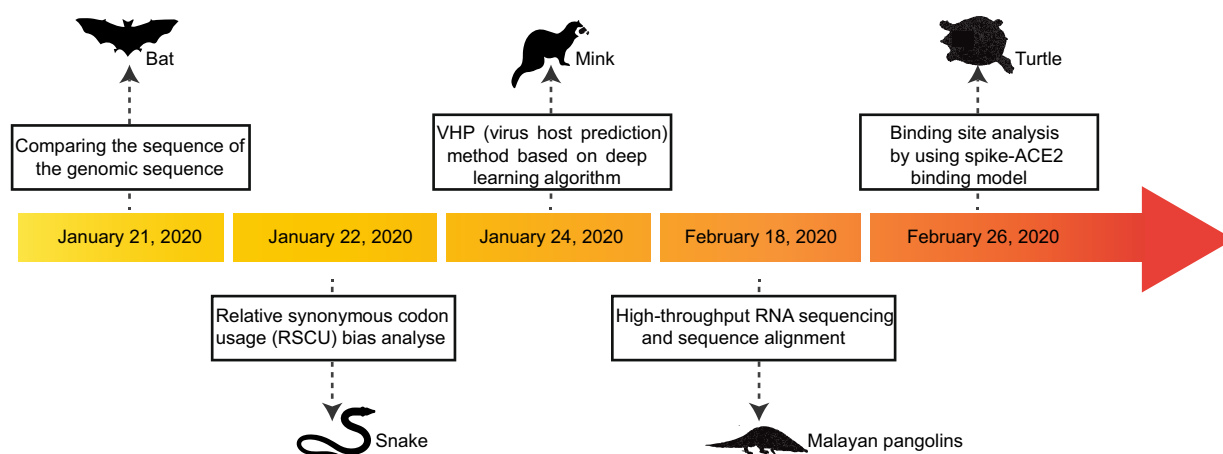 Bat
Mink
Turtle
Comparing the sequence of
the genomic sequence
VHP (virus host prediction)
method based on deep
learning algorithm
Binding site analysis
by using spike-ACE2
binding model
January 21, 2020
January 22, 2020
January 24, 2020
February 18, 2020
February 26, 2020
Relative synonymous codon
usage (RSCU) bias analyse
High-throughput RNA sequencing
and sequence alignment
Snake
Malayan pangolins